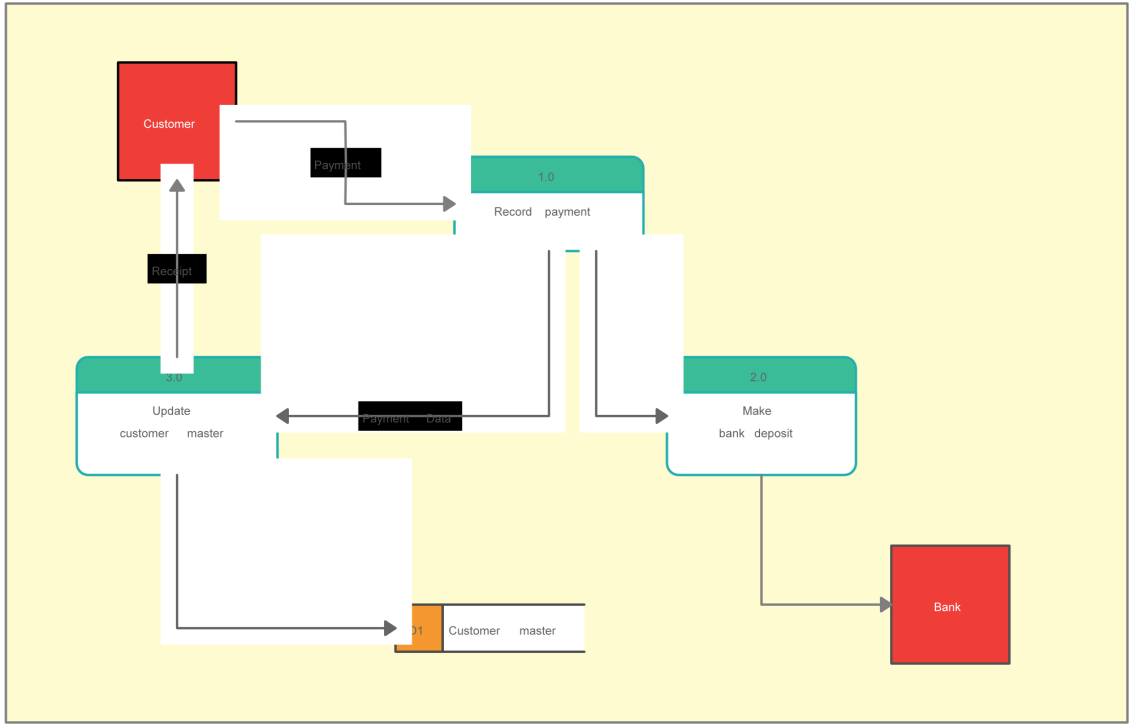 Customer
Payment
1.0
Record payment
Receipt
3.0
Update
customer master
Payment Data
2.0
Make
bank deposit
D1
Customer master
Bank